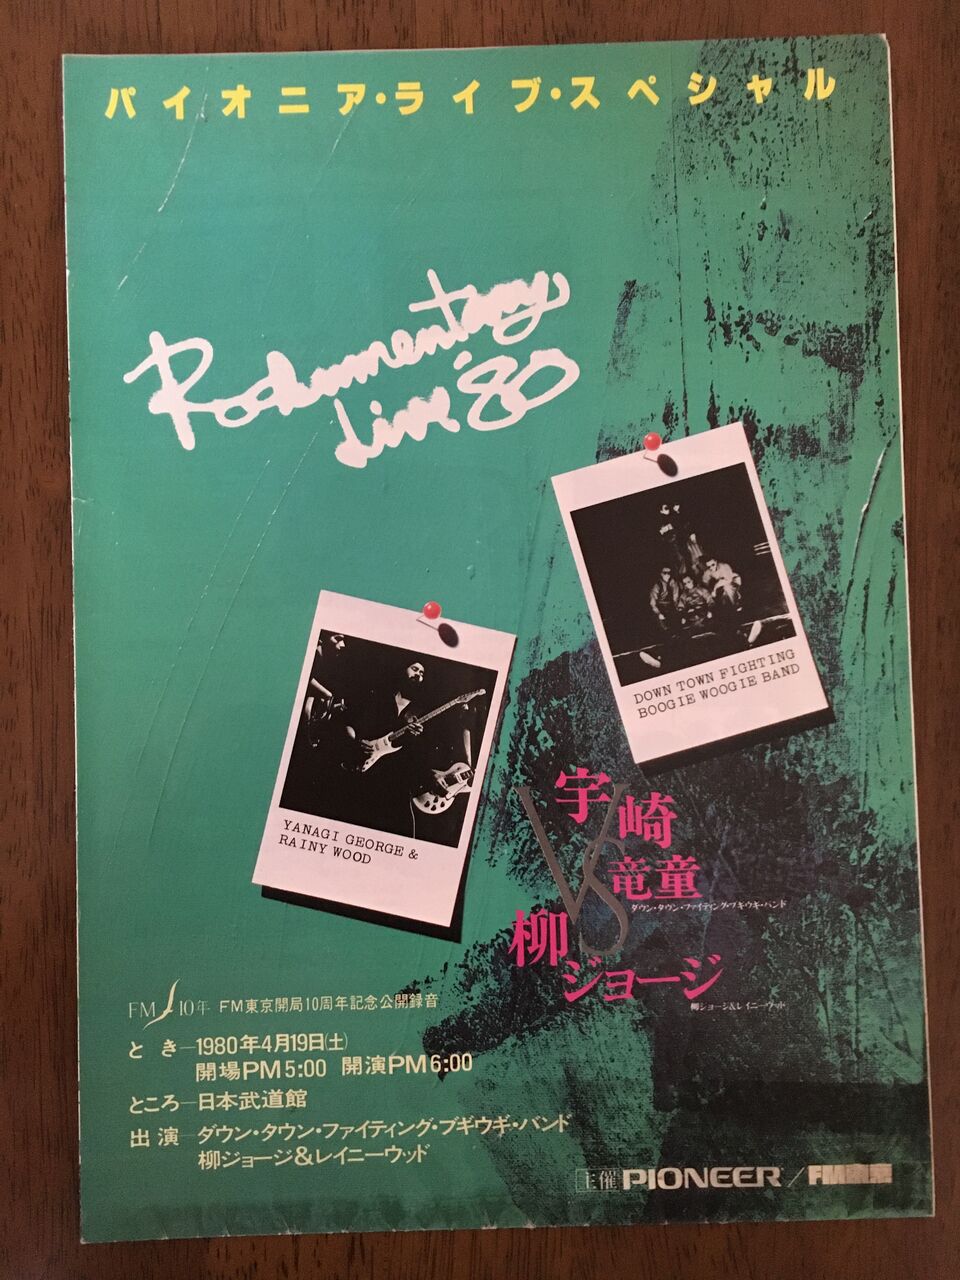 パイオニア・ライブ・スペシャル
Rockumentary
Live '80
DOWN TOWN FIGHTING
BOOGIE WOOGIE BAND
YANAGI GEORGE &
RAINY WOOD
宇崎
竜童
ダウン・タウン・ファイティング・ブギウギ・バンド
VS
柳
ジョージ
柳ジョージ&レイニーウッド
FM 10年 FM東京開局10周年記念公開録音
とき—1980年4月19日(土)
開場PM5:00 開演PM6:00
ところ—日本武道館
出演—ダウン・タウン・ファイティング・ブギウギ・バンド
柳ジョージ&レイニーウッド
主催 PIONEER / FM東京